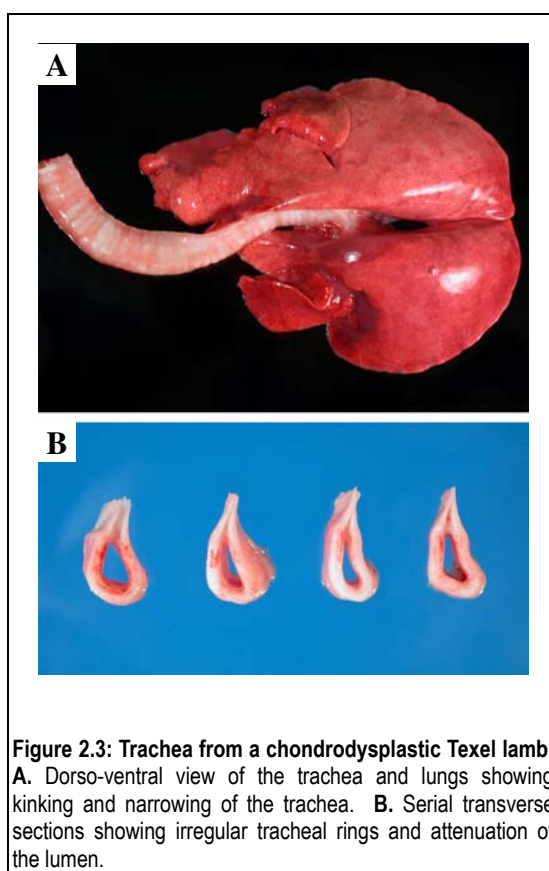 A
B
Figure 2.3: Trachea from a chondrodysplastic Texel lamb
A. Dorso-ventral view of the trachea and lungs showing
kinking and narrowing of the trachea. B. Serial transverse
sections showing irregular tracheal rings and attenuation of
the lumen.